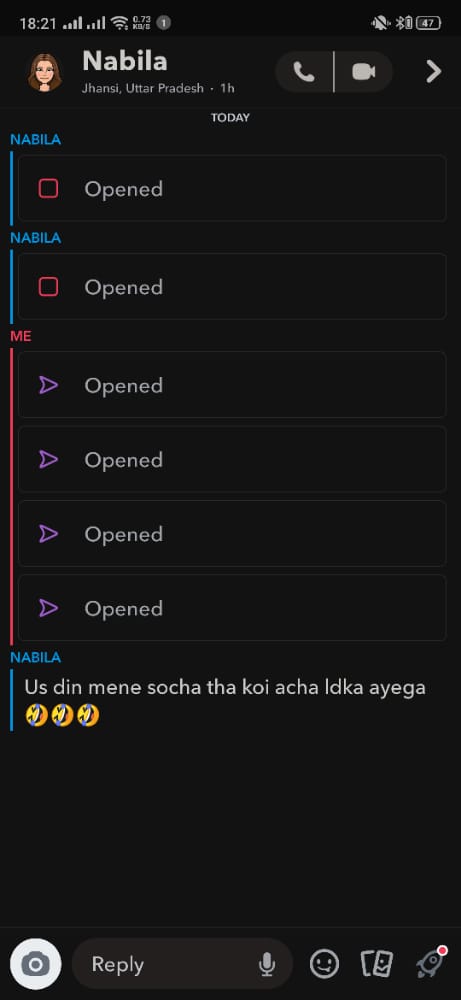 18:21 0.73 KB/S 1 47
Nabila
Jhansi, Uttar Pradesh · 1h
TODAY
NABILA
Opened
NABILA
Opened
ME
Opened
Opened
Opened
Opened
NABILA
Us din mene socha tha koi acha ldka ayega
🤣🤣🤣
Reply